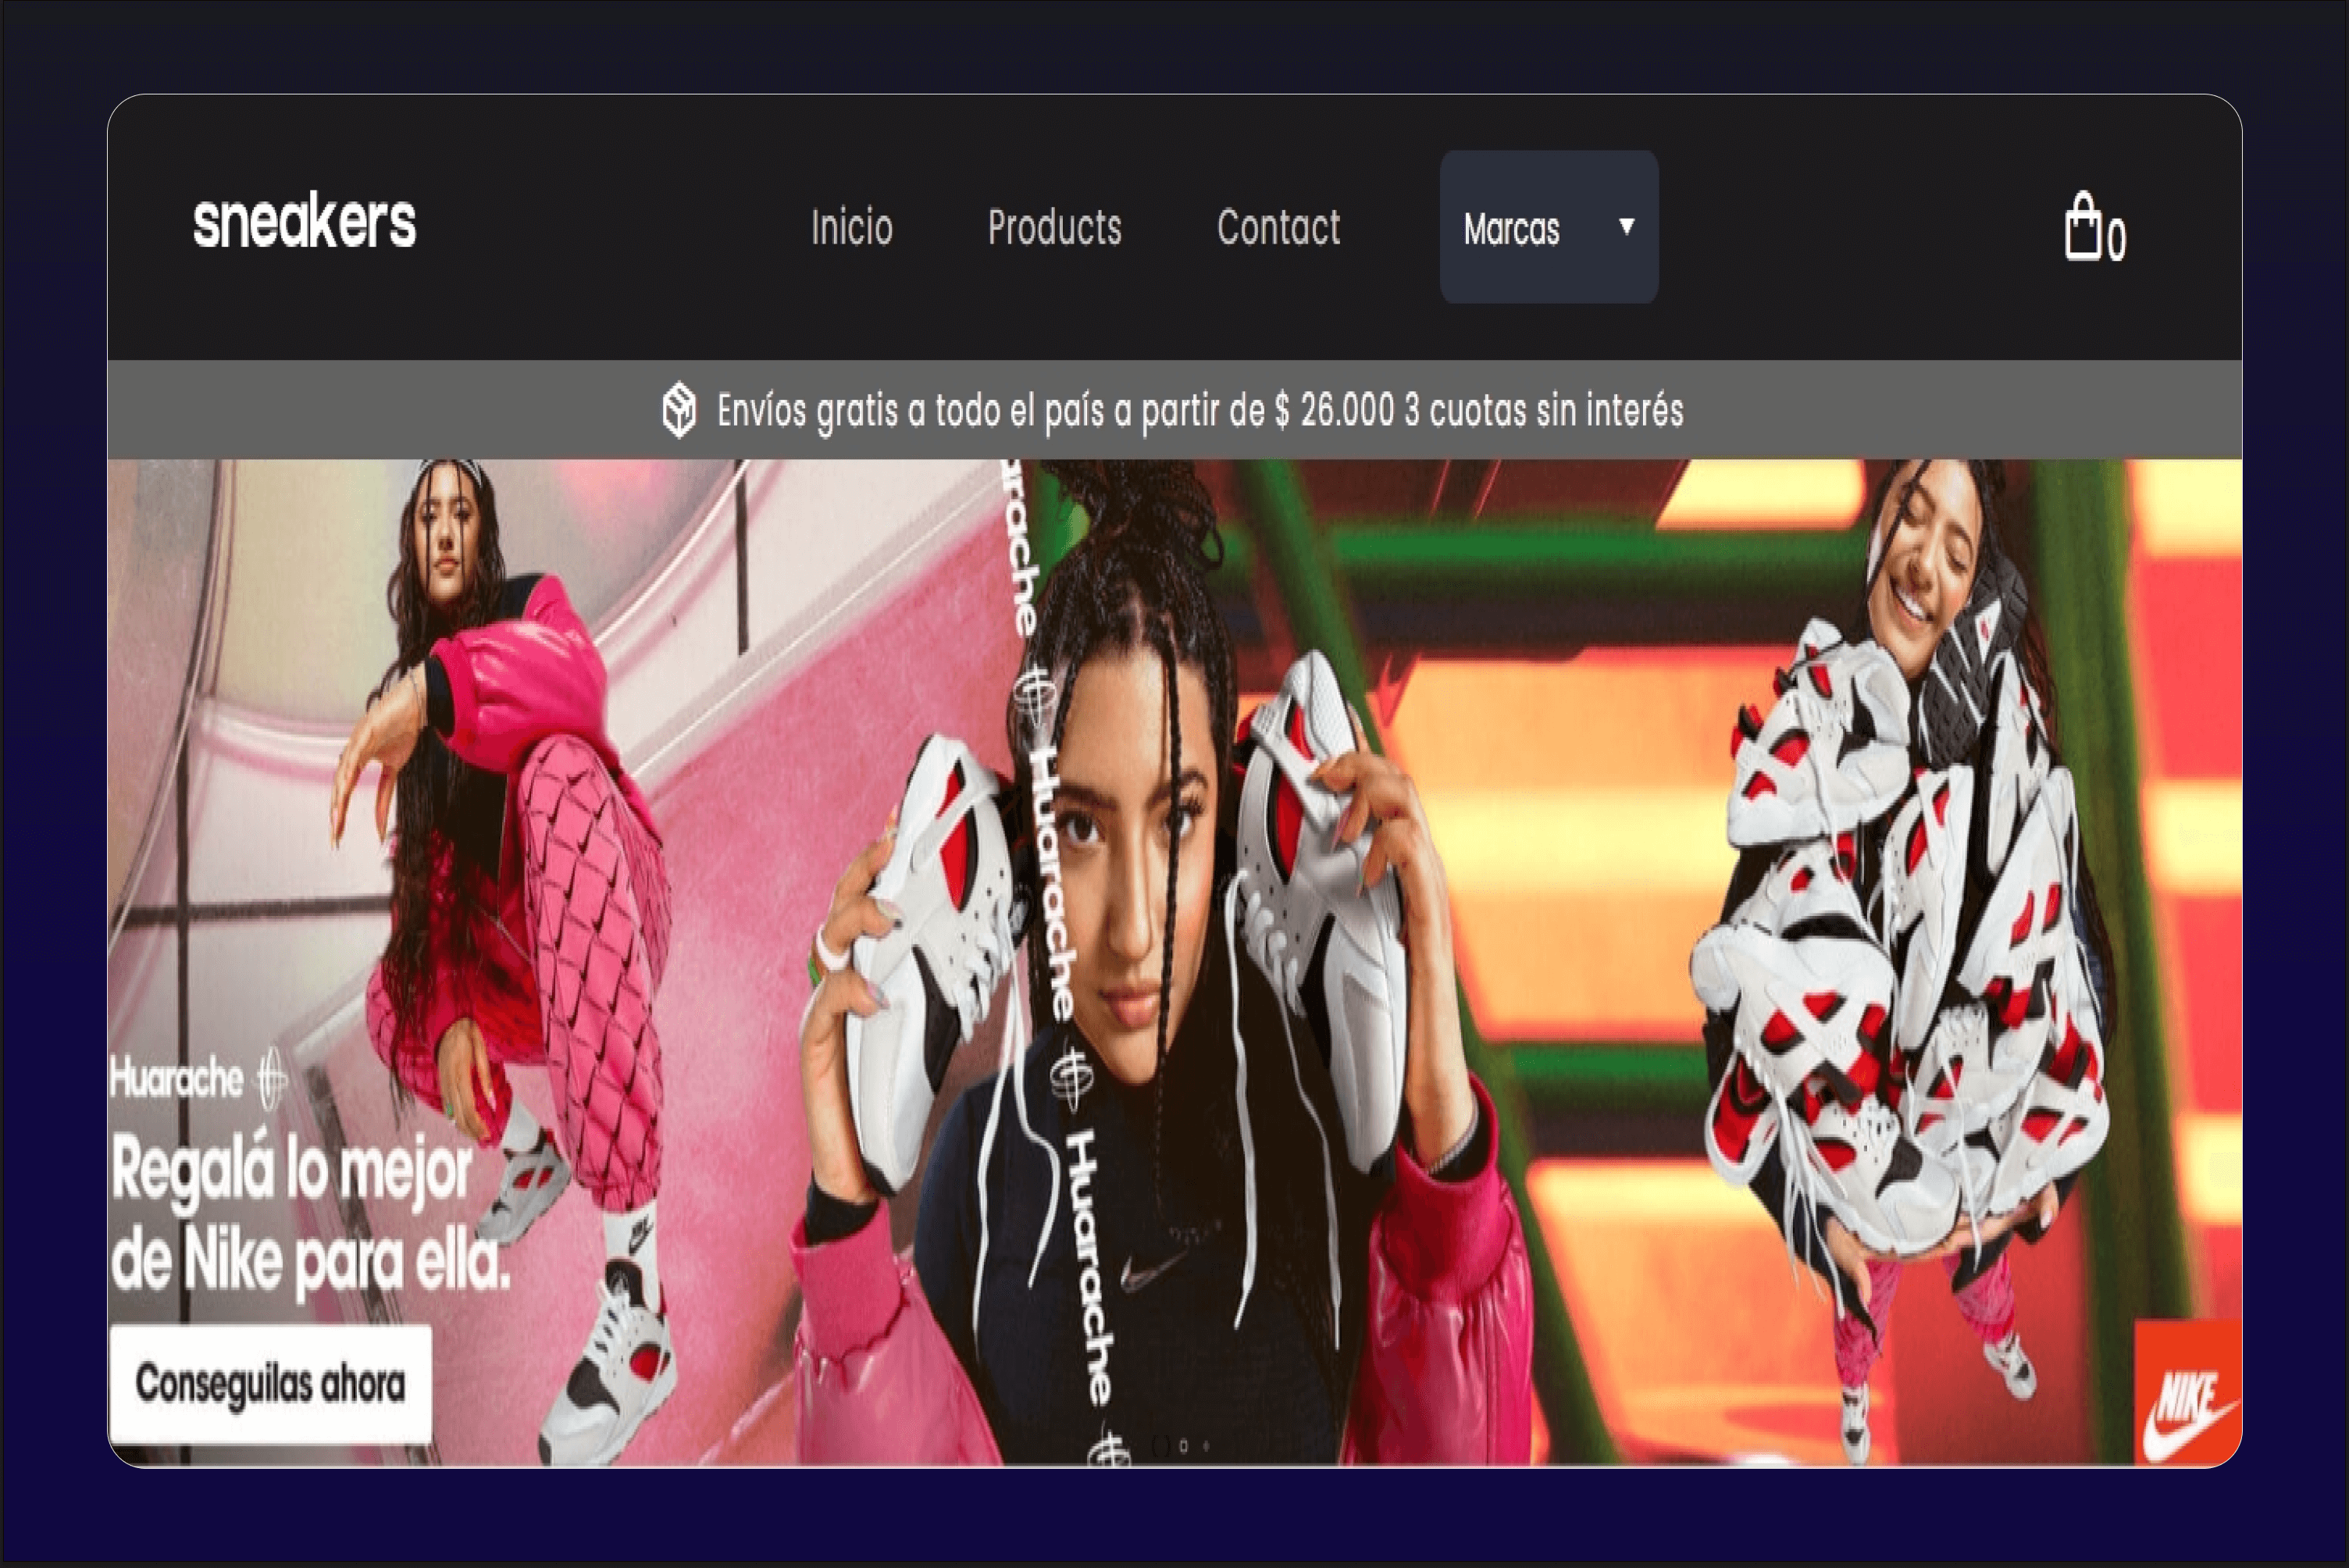 sneakers
Inicio
Products
Contact
Marcas
0
Envíos gratis a todo el país a partir de $ 26.000 3 cuotas sin interés
arache
Huarache
Huarache
Huarache
Regalá lo mejor
de Nike para ella.
Conseguilas ahora
NIKE